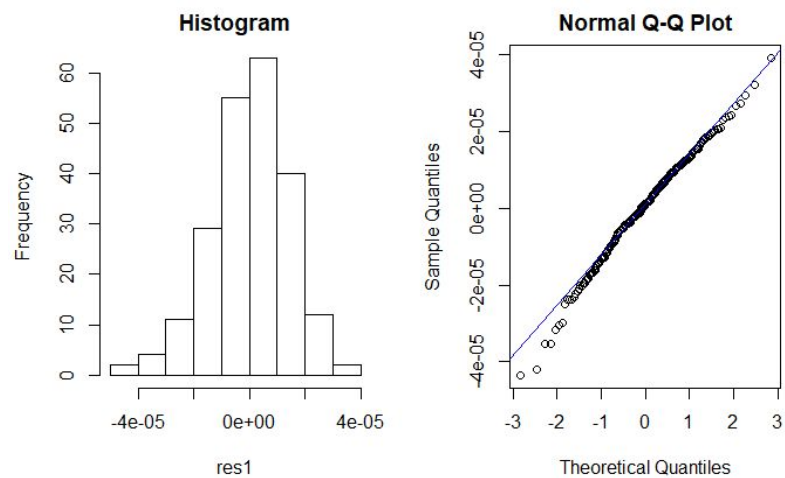 Histogram
Frequency
0
10
20
30
40
50
60
-4e-05
0e+00
4e-05
res1
Normal Q-Q Plot
Sample Quantiles
-4e-05
-2e-05
0e+00
2e-05
4e-05
-3
-2
-1
0
1
2
3
Theoretical Quantiles